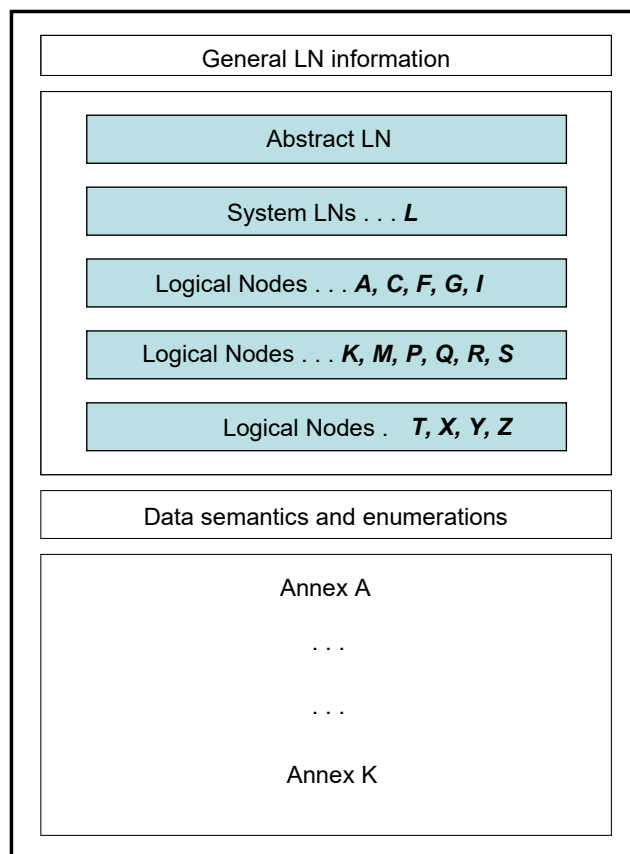 General LN information
Abstract LN
System LNs . . . L
Logical Nodes . . . A, C, F, G, I
Logical Nodes . . . K, M, P, Q, R, S
Logical Nodes . T, X, Y, Z
Data semantics and enumerations
Annex A
. . .
. . .
Annex K